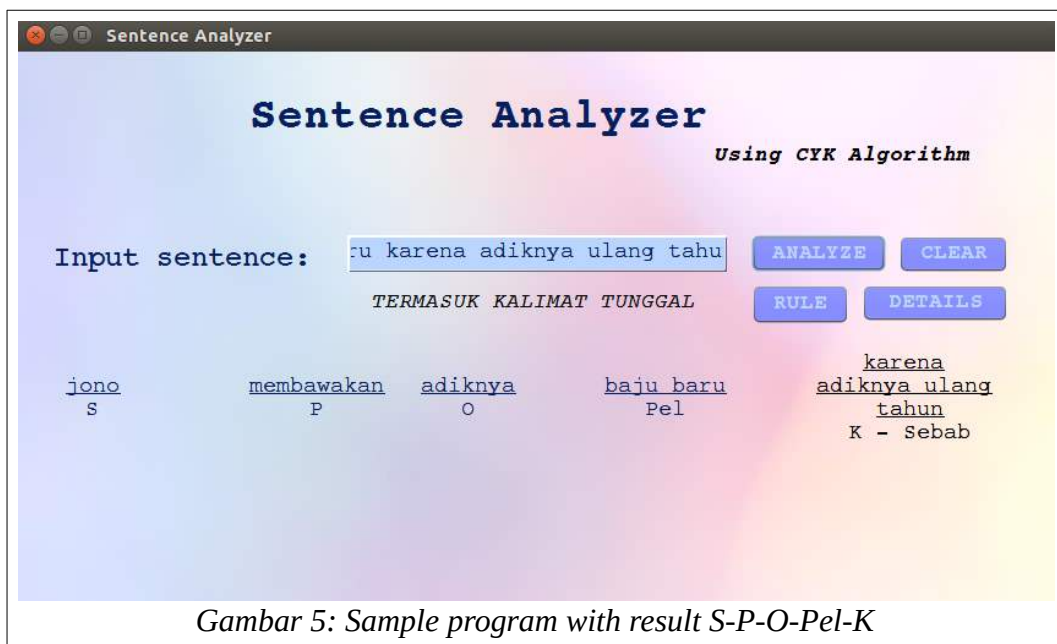 Sentence Analyzer
Sentence Analyzer
Using CYK Algorithm
Input sentence: ru karena adiknya ulang tahu ANALYZE CLEAR
TERMASUK KALIMAT TUNGGAL RULE DETAILS
jono membawakan adiknya baju baru karena
adiknya ulang
tahun
S P O Pel K - Sebab
Gambar 5: Sample program with result S-P-O-Pel-K